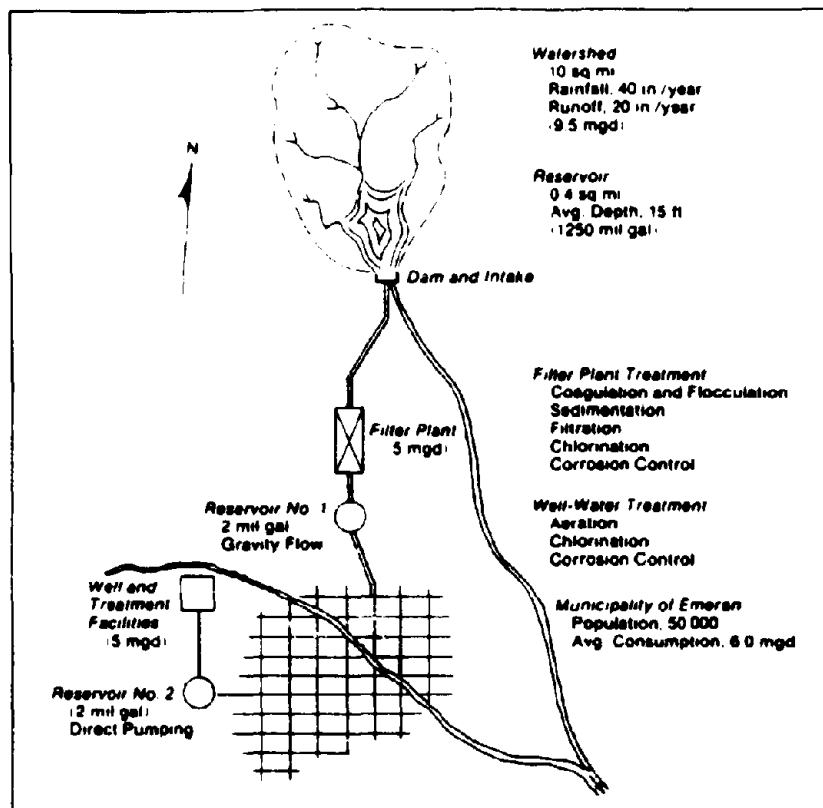 Watershed
10 sq mi
Rainfall, 40 in /year
Runoff, 20 in /year
(9.5 mgd)
N
Reservoir
0.4 sq mi
Avg. Depth, 15 ft
(1250 mil gal)
Dam and Intake
Filter Plant Treatment
Coagulation and Flocculation
Sedimentation
Filtration
Chlorination
Corrosion Control
Filter Plant
5 mgd)
Reservoir No. 1
2 mil gal
Gravity Flow
Well-Water Treatment
Aeration
Chlorination
Corrosion Control
Well and
Treatment
Facilities
(5 mgd)
Municipality of
Population, 50 000
Avg. Consumption, 6.0 mgd
Reservoir No. 2
(2 mil gal)
Direct Pumping